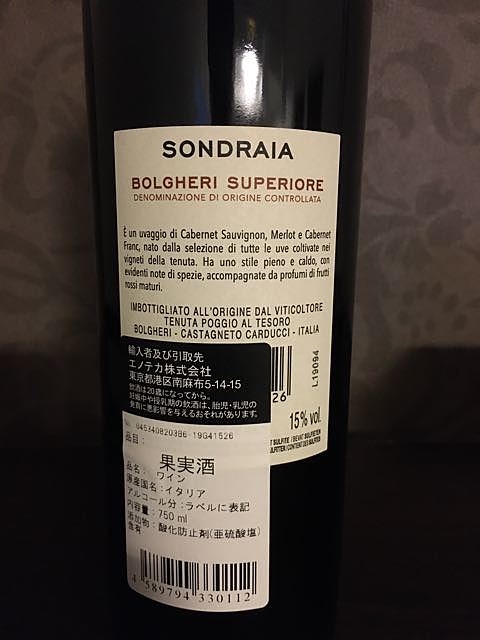 SONDRAIA
BOLGHERI SUPERIORE
DENOMINAZIONE DI ORIGINE CONTROLLATA
È un uvaggio di Cabernet Sauvignon, Merlot e Cabernet
Franc, nato dalla selezione di tutte le uve coltivate nei
vigneti della tenuta. Ha uno stile pieno e caldo, con
evidenti note di spezie, accompagnate da profumi di frutti
rossi maturi.
IMBOTTIGLIATO ALL'ORIGINE DAL VITICOLTORE
TENUTA POGGIO AL TESORO
BOLGHERI - CASTAGNETO CARDUCCI - ITALIA
26
L19094
15% vol.
輸入者及び引取先
エノテカ株式会社
東京都港区南麻布5-14-15
飲酒は20歳になってから。
妊娠中や授乳期の飲酒は、胎児・乳児の
発育に悪影響を与えるおそれがあります。
No. 0453408203B6-19G41526
品目：
果実酒
品名：ワイン
原産国名：イタリア
アルコール分：ラベルに表記
内容量：750 ml
添加物：酸化防止剤(亜硫酸塩)
含有
4 589794 330112